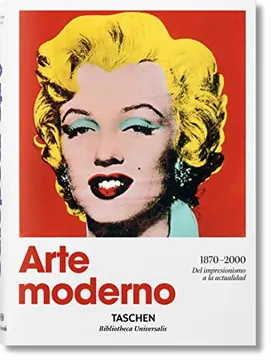 Arte
moderno
1870–2000
Del impresionismo
a la actualidad
TASCHEN
Bibliotheca Universalis